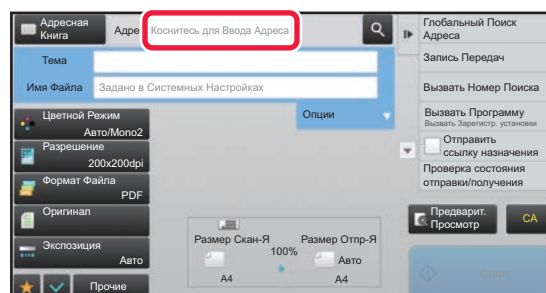 Адресная
Книга
Адре
Коснитесь для Ввода Адреса
Тема
Имя Файла
Задано в Системных Настройках
Опции
Цветной Режим
Авто/Mono2
Разрешение
200x200dpi
Формат Файла
PDF
Оригинал
Экспозиция
Авто
Прочие
Размер Скан-Я
100%
Размер Отпр-Я
Авто
A4
A4
Глобальный Поиск
Адреса
Запись Передач
Вызвать Номер Поиска
Вызвать Программу
Вызвать Зарегистр. установки
Отправить
ссылку назначения
Проверка состояния
отправки/получения
Предварит.
Просмотр
CA
Старт